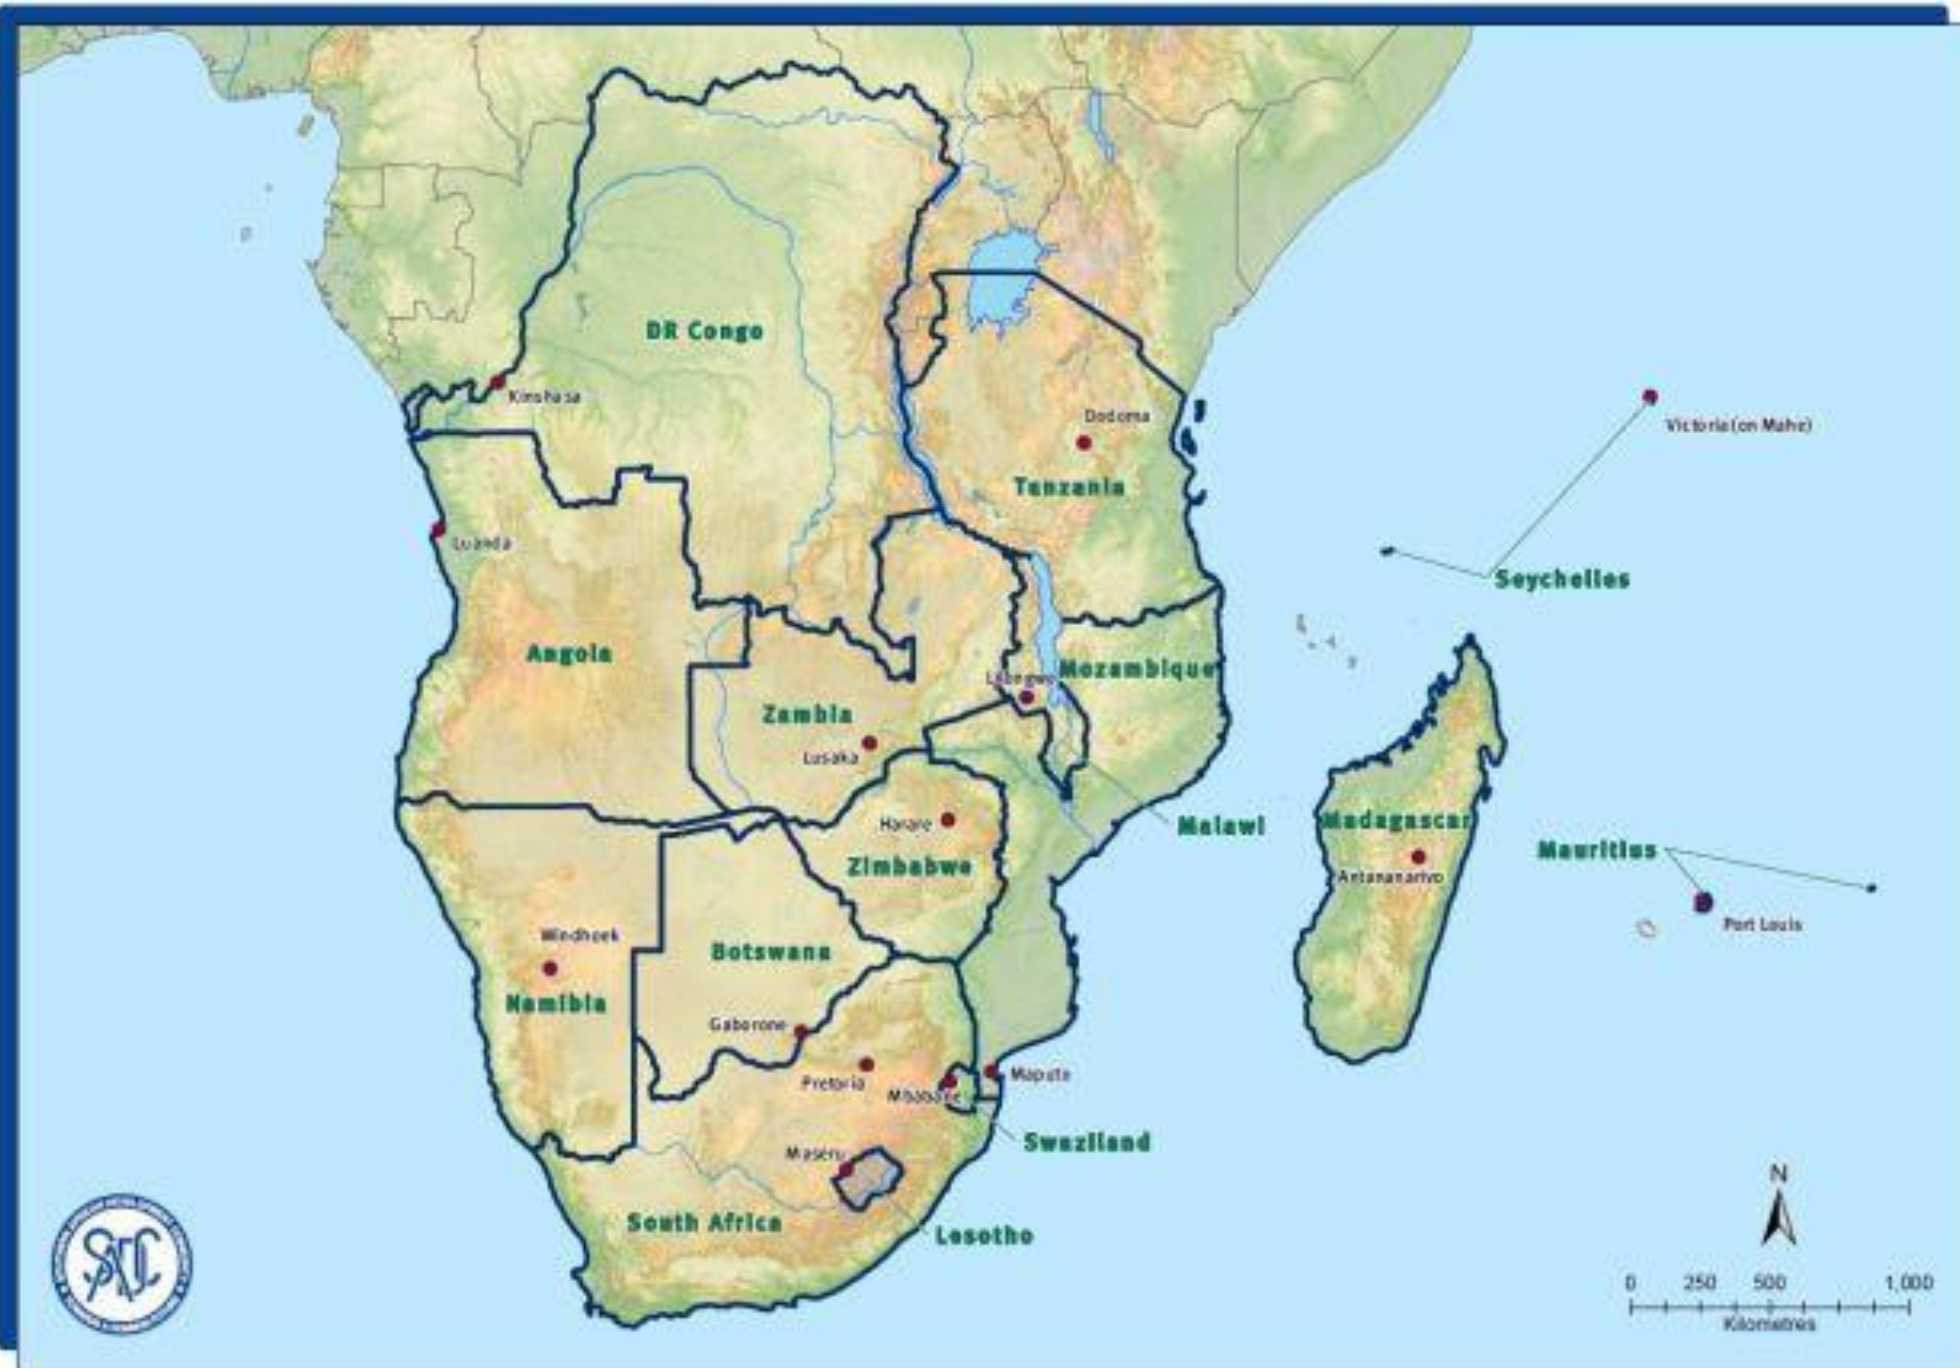 DR Congo
Kinshasa
Dodoma
Victoria (on Mahe)
Tanzania
Luanda
Seychelles
Angola
Lilongwe
Mozambique
Zambia
Lusaka
Malawi
Harare
Madagascar
Mauritius
Zimbabwe
Antananarivo
Port Louis
Windhoek
Botswana
Namibia
Gaborone
Pretoria
Maputo
Mbabane
Swaziland
Maseru
South Africa
Lesotho
N
SADC
0 250 500 1,000
Kilometres